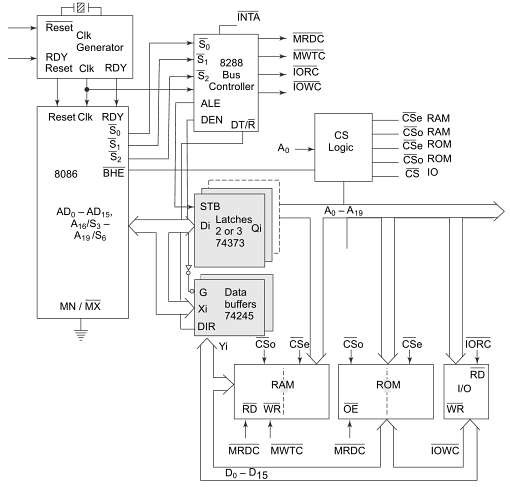 INTA
Reset
Clk
Generator
RDY
Reset Clk RDY
S0
S1
S2
8288
Bus
Controller
ALE
DEN
DT/R
MRDC
MWTC
IORC
IOWC
Reset Clk RDY
S0
S1
S2
8086
BHE
AD0 – AD15,
A16/S3 –
A19/S6
MN / MX
A0
CS
Logic
CSe RAM
CSo RAM
CSe ROM
CSo ROM
CS IO
A0 – A19
STB
Di Latches Qi
2 or 3
74373
G Data
Xi buffers
74245
DIR
Yi
CSo CSe
CSo CSe
IORC
RAM
RD WR
ROM
OE
RD
I/O
WR
MRDC MWTC
MRDC
IOWC
D0 – D15